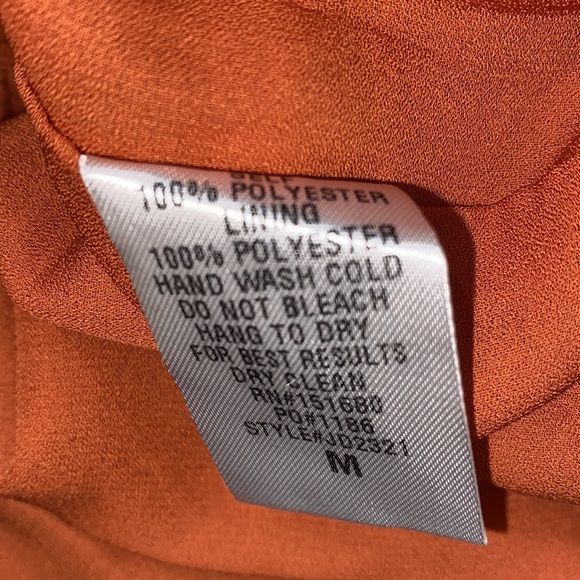 SELF
100% POLYESTER
LINING
100% POLYESTER
HAND WASH COLD
DO NOT BLEACH
HANG TO DRY
FOR BEST RESULTS
DRY CLEAN
RN#151680
PO#1186
STYLE#JD2321
M